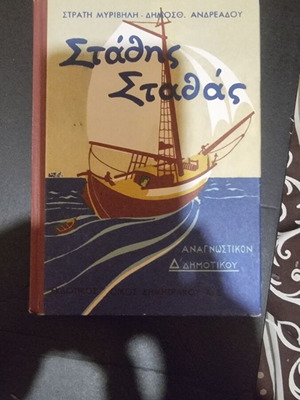 ΣΤΡΑΤΗ ΜΥΡΙΒΗΛΗ - ΔΗΜΟΣΘ. ΑΝΔΡΕΑΔΟΥ
Στάθης
Σταθάς
ΑΝΑΓΝΩΣΤΙΚΟΝ
Δ ΔΗΜΟΤΙΚΟΥ